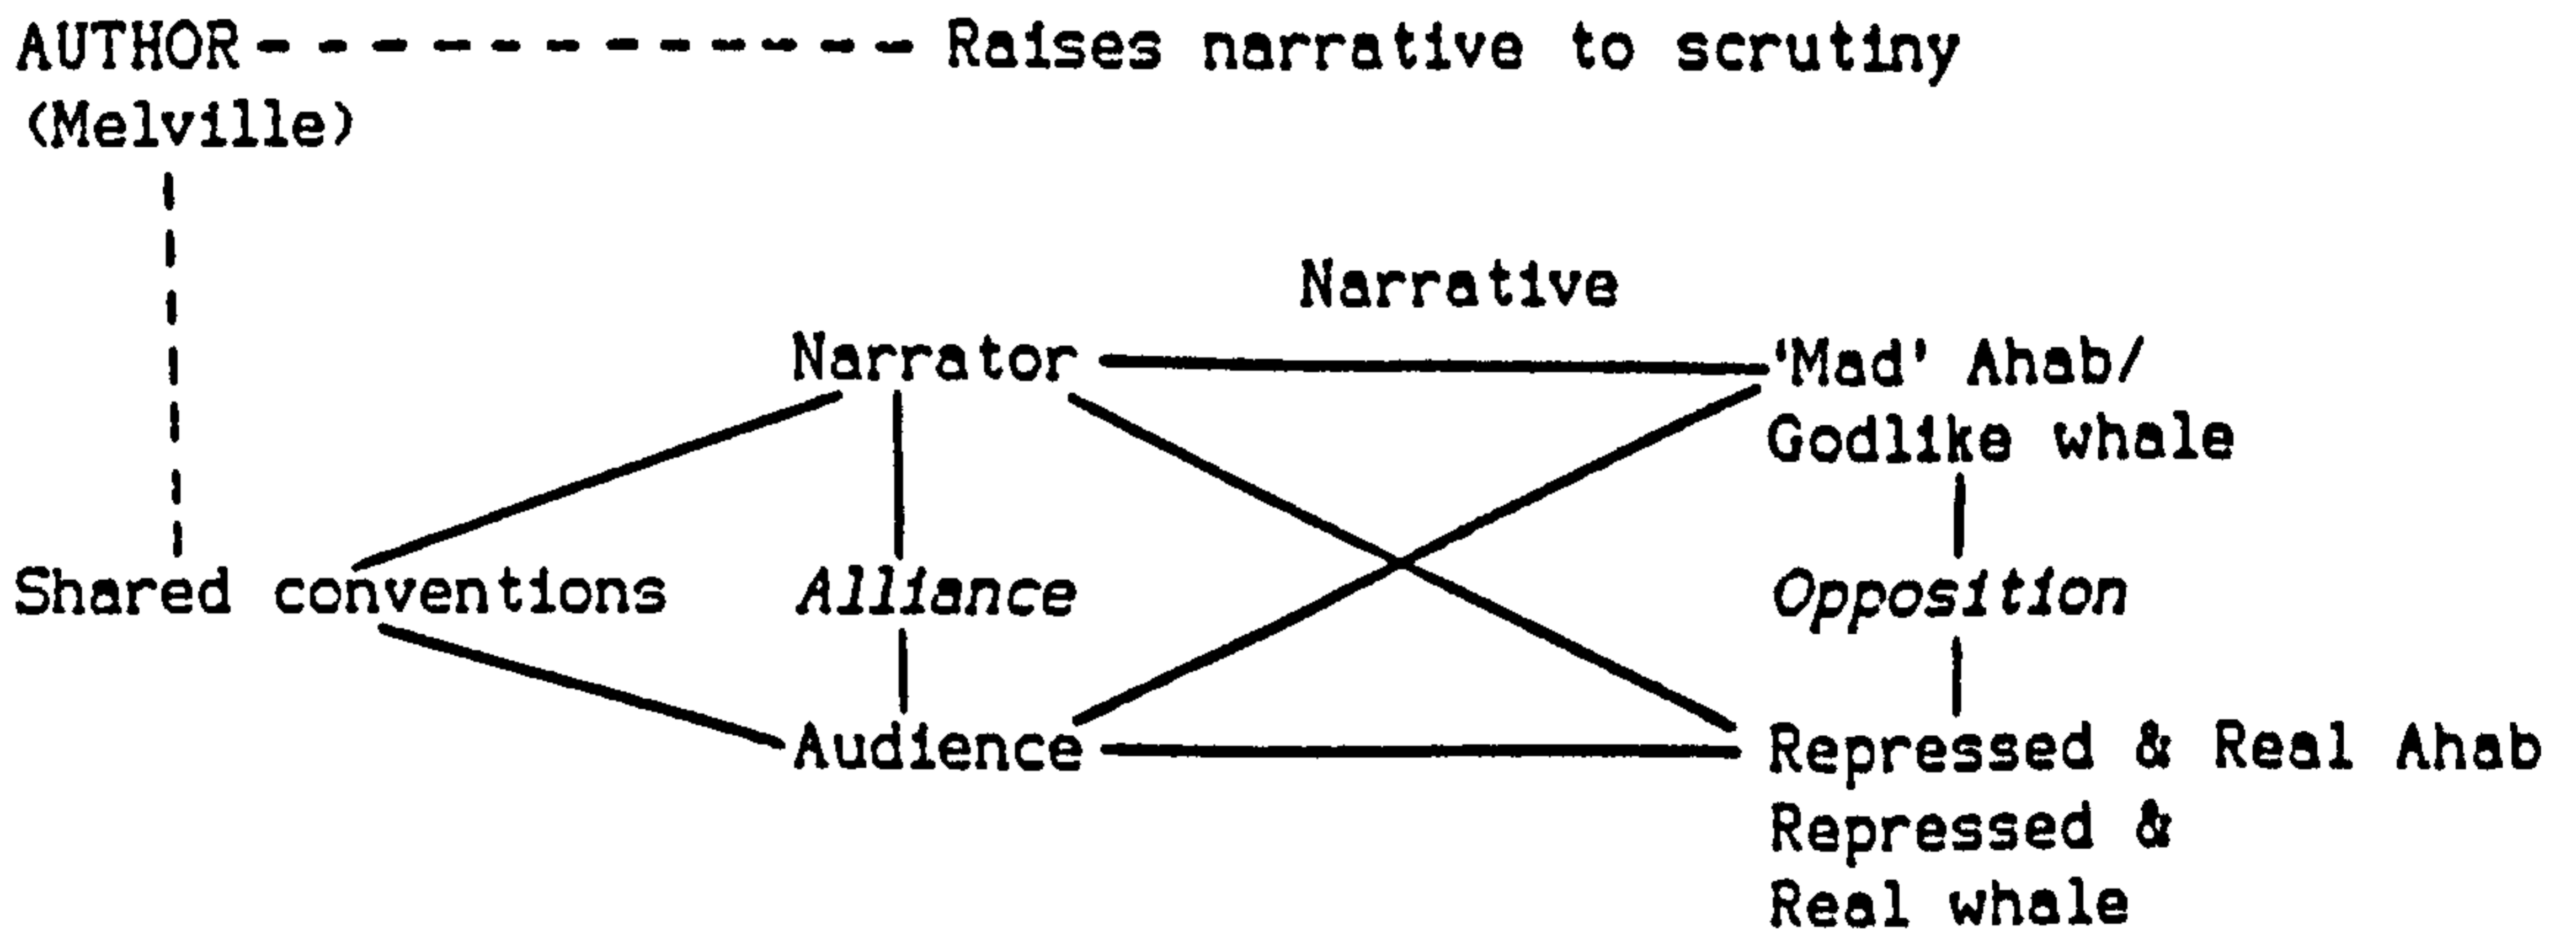 AUTHOR - - - - - - - - - - - - Raises narrative to scrutiny
(Melville)
Narrative
Narrator
'Mad' Ahab/
Godlike whale
Shared conventions
Alliance
Opposition
Audience
Repressed & Real Ahab
Repressed &
Real whale